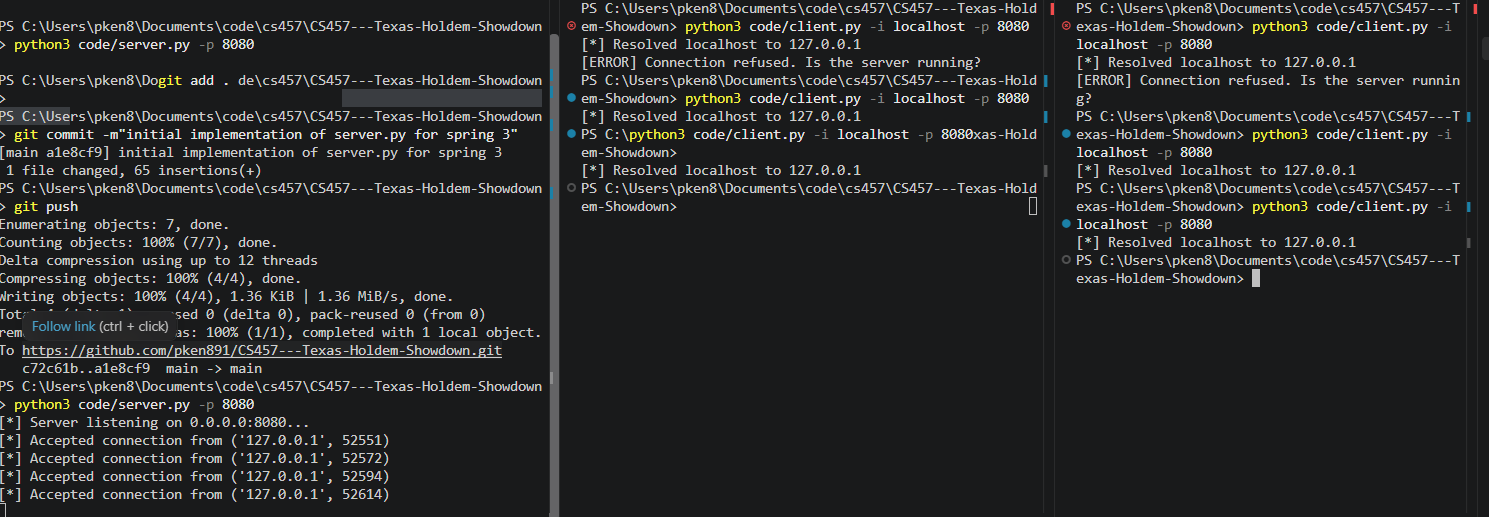 PS C:\Users\pken8\Documents\code\cs457\CS457---Texas-Holdem-Showdown
> python3 code/server.py -p 8080
PS C:\Users\pken8\Dogit add . de\cs457\CS457---Texas-Holdem-Showdown
>
PS C:\Users\pken8\Documents\code\cs457\CS457---Texas-Holdem-Showdown
> git commit -m"initial implementation of server.py for spring 3"
[main a1e8cf9] initial implementation of server.py for spring 3
1 file changed, 65 insertions(+)
PS C:\Users\pken8\Documents\code\cs457\CS457---Texas-Holdem-Showdown
> git push
Enumerating objects: 7, done.
Counting objects: 100% (7/7), done.
Delta compression using up to 12 threads
Compressing objects: 100% (4/4), done.
Writing objects: 100% (4/4), 1.36 KiB | 1.36 MiB/s, done.
sed 0 (delta 0), pack-reused 0 (from 0)
Follow link (ctrl + click)
as: 100% (1/1), completed with 1 local object.
To https://github.com/pken891/CS457---Texas-Holdem-Showdown.git
c72c61b..a1e8cf9  main -> main
PS C:\Users\pken8\Documents\code\cs457\CS457---Texas-Holdem-Showdown
> python3 code/server.py -p 8080
[*] Server listening on 0.0.0.0:8080...
[*] Accepted connection from ('127.0.0.1', 52551)
[*] Accepted connection from ('127.0.0.1', 52572)
[*] Accepted connection from ('127.0.0.1', 52594)
[*] Accepted connection from ('127.0.0.1', 52614)
PS C:\Users\pken8\Documents\code\cs457\CS457---Texas-Hold
em-Showdown> python3 code/client.py -i localhost -p 8080
[*] Resolved localhost to 127.0.0.1
[ERROR] Connection refused. Is the server running?
PS C:\Users\pken8\Documents\code\cs457\CS457---Texas-Hold
em-Showdown> python3 code/client.py -i localhost -p 8080
[*] Resolved localhost to 127.0.0.1
PS C:\python3 code/client.py -i localhost -p 8080xas-Hold
em-Showdown>
[*] Resolved localhost to 127.0.0.1
PS C:\Users\pken8\Documents\code\cs457\CS457---Texas-Hold
em-Showdown>
PS C:\Users\pken8\Documents\code\cs457\CS457---T
exas-Holdem-Showdown> python3 code/client.py -i
localhost -p 8080
[*] Resolved localhost to 127.0.0.1
[ERROR] Connection refused. Is the server runnin
g?
PS C:\Users\pken8\Documents\code\cs457\CS457---T
exas-Holdem-Showdown> python3 code/client.py -i
localhost -p 8080
[*] Resolved localhost to 127.0.0.1
PS C:\Users\pken8\Documents\code\cs457\CS457---T
exas-Holdem-Showdown> python3 code/client.py -i
localhost -p 8080
[*] Resolved localhost to 127.0.0.1
PS C:\Users\pken8\Documents\code\cs457\CS457---T
exas-Holdem-Showdown>